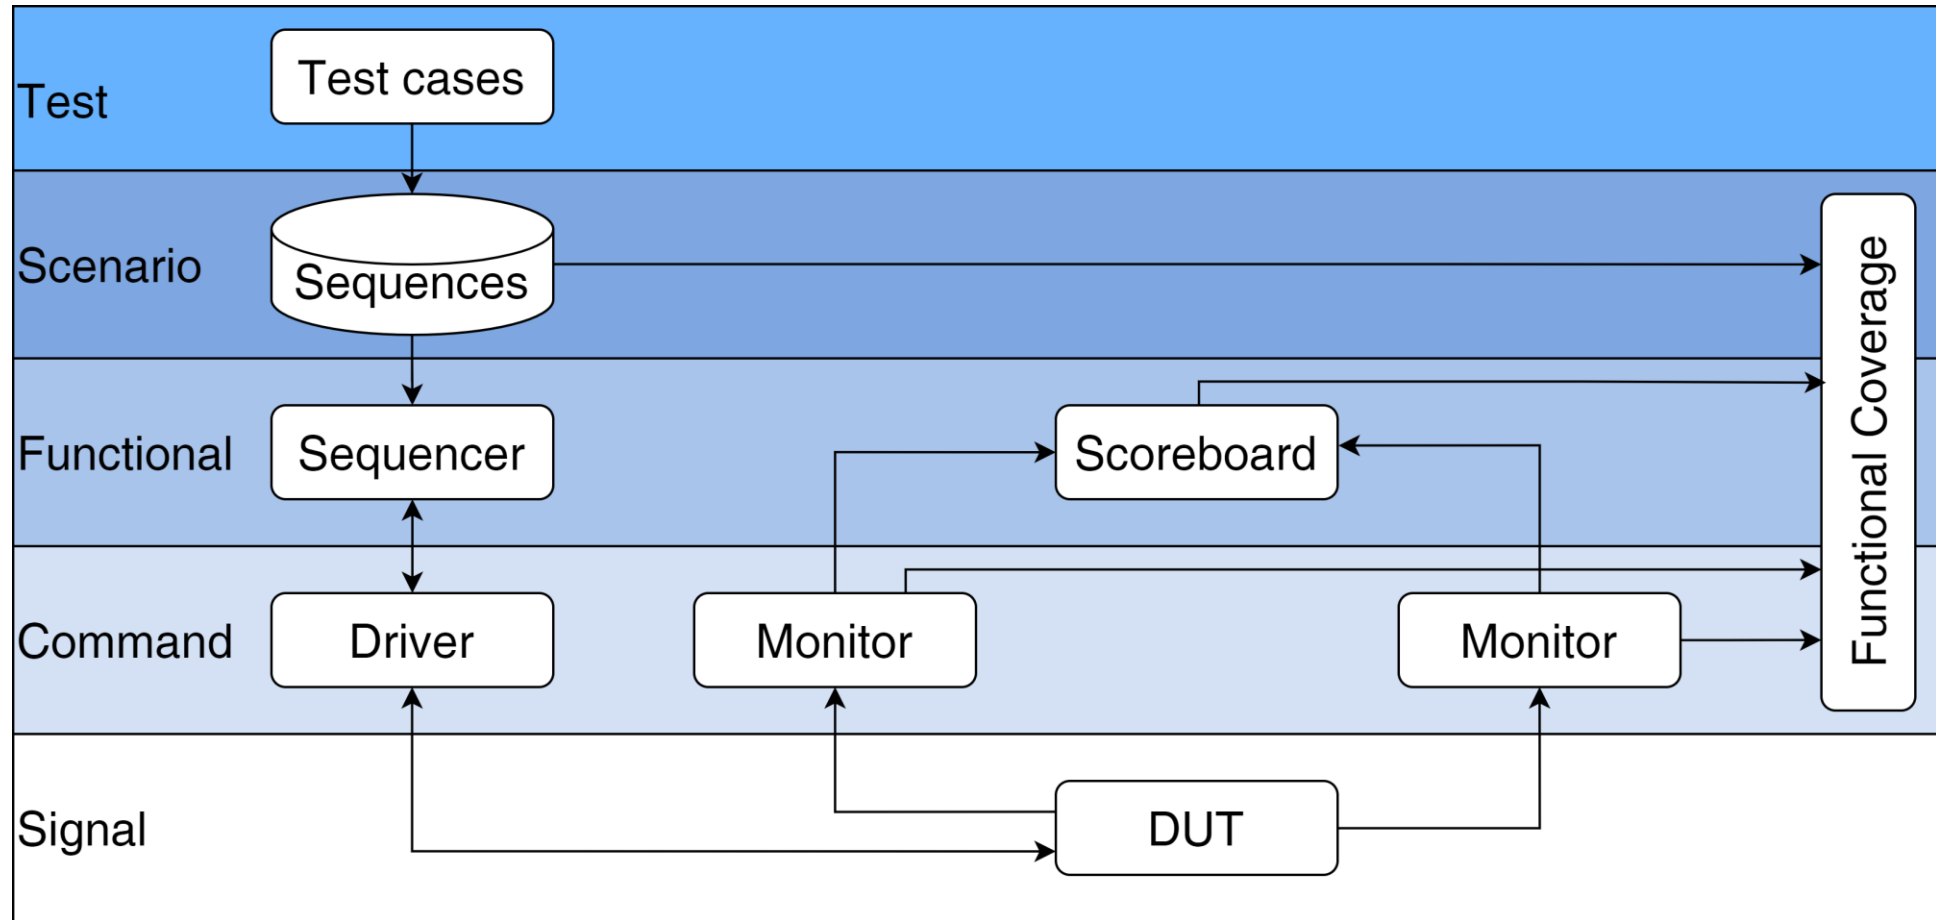 Test cases
Test
Scenario
Sequences
Functional Coverage
Functional
Sequencer
Scoreboard
Command
Driver
Monitor
Monitor
Signal
DUT